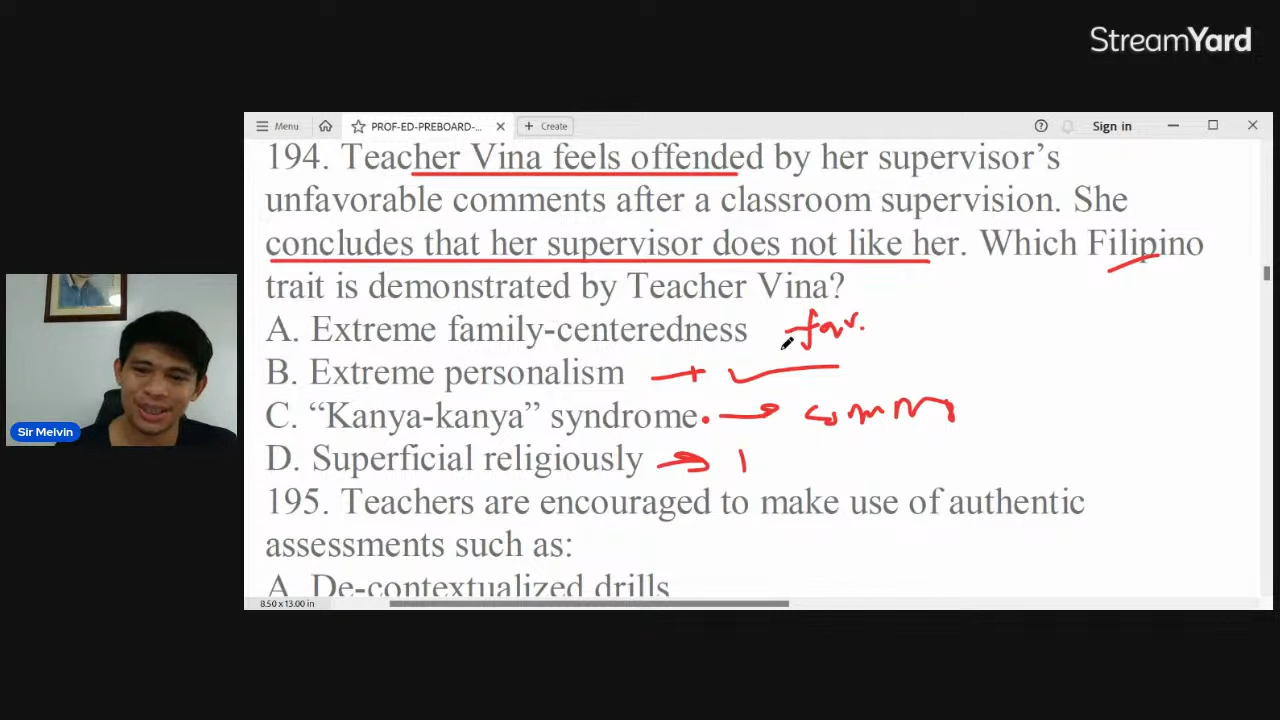 StreamYard
Menu
PROF-ED-PREBOARD-...
Create
Sign in
194. Teacher Vina feels offended by her supervisor's
unfavorable comments after a classroom supervision. She
concludes that her supervisor does not like her. Which Filipino
trait is demonstrated by Teacher Vina?
A. Extreme family-centeredness fav.
B. Extreme personalism
C. “Kanya-kanya” syndrome.
D. Superficial religiously
195. Teachers are encouraged to make use of authentic
assessments such as:
A. De-contextualized drills
8.50 x 13.00 in
Sir Melvin